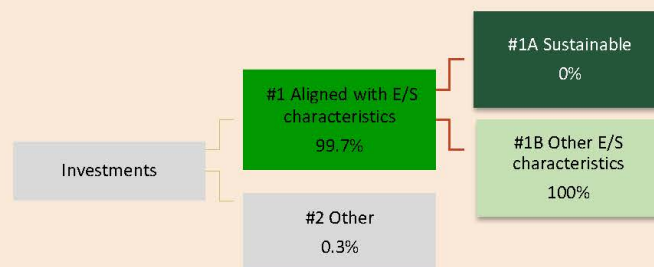 #1A Sustainable
0%
#1 Aligned with E/S
characteristics
99.7%
#1B Other E/S
characteristics
100%
Investments
#2 Other
0.3%